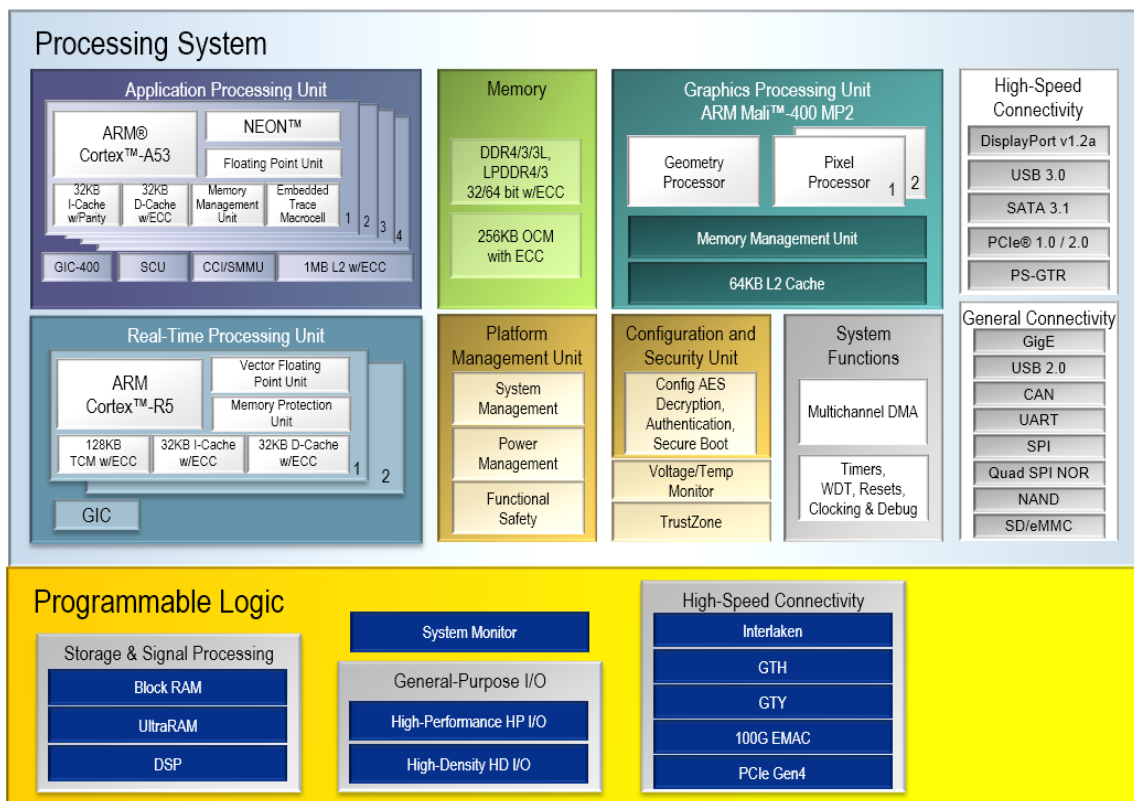 Processing System
Application Processing Unit
ARM®
Cortex™-A53
NEON™
Floating Point Unit
32KB
I-Cache
w/Parity
32KB
D-Cache
w/ECC
Memory
Management
Unit
Embedded
Trace
Macrocell
1
2
3
4
GIC-400
SCU
CCI/SMMU
1MB L2 w/ECC
Memory
DDR4/3/3L,
LPDDR4/3
32/64 bit w/ECC
256KB OCM
with ECC
Graphics Processing Unit
ARM Mali™-400 MP2
Geometry
Processor
Pixel
Processor
1
2
Memory Management Unit
64KB L2 Cache
High-Speed
Connectivity
DisplayPort v1.2a
USB 3.0
SATA 3.1
PCIe® 1.0 / 2.0
PS-GTR
Real-Time Processing Unit
ARM
Cortex™-R5
Vector Floating
Point Unit
Memory Protection
Unit
128KB
TCM w/ECC
32KB I-Cache
w/ECC
32KB D-Cache
w/ECC
1
2
GIC
Platform
Management Unit
System
Management
Power
Management
Functional
Safety
Configuration and
Security Unit
Config AES
Decryption,
Authentication,
Secure Boot
Voltage/Temp
Monitor
TrustZone
System
Functions
Multichannel DMA
Timers,
WDT, Resets,
Clocking & Debug
General Connectivity
GigE
USB 2.0
CAN
UART
SPI
Quad SPI NOR
NAND
SD/eMMC
Programmable Logic
Storage & Signal Processing
Block RAM
UltraRAM
DSP
System Monitor
General-Purpose I/O
High-Performance HP I/O
High-Density HD I/O
High-Speed Connectivity
Interlaken
GTH
GTY
100G EMAC
PCIe Gen4